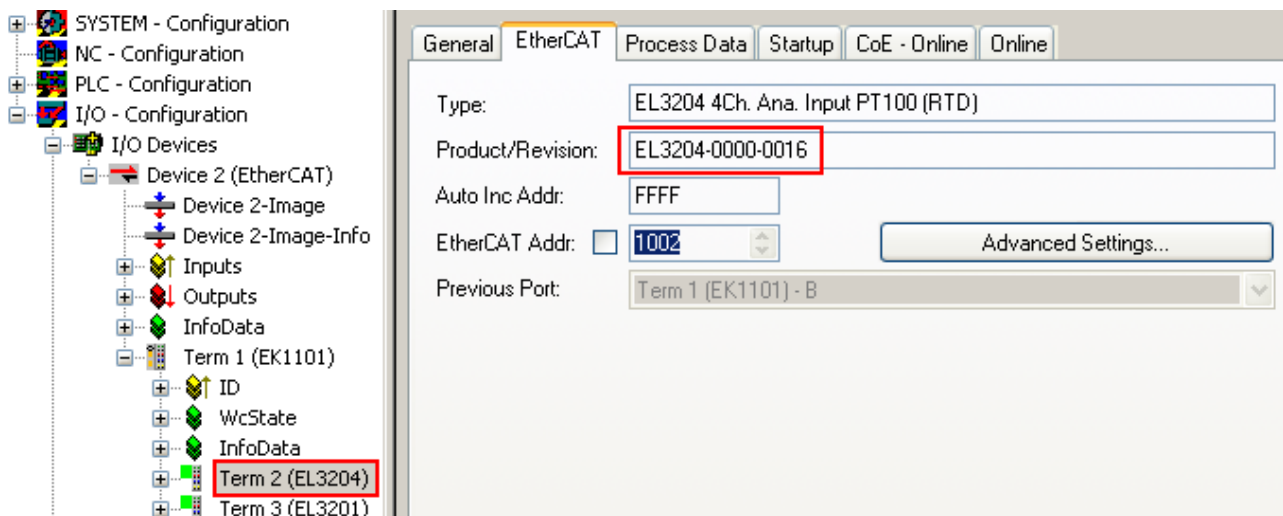 SYSTEM - Configuration
NC - Configuration
PLC - Configuration
I/O - Configuration
I/O Devices
Device 2 (EtherCAT)
Device 2-Image
Device 2-Image-Info
Inputs
Outputs
InfoData
Term 1 (EK1101)
ID
WcState
InfoData
Term 2 (EL3204)
Term 3 (EL3201)
General EtherCAT Process Data Startup CoE - Online Online
Type: EL3204 4Ch. Ana. Input PT100 (RTD)
Product/Revision: EL3204-0000-0016
Auto Inc Addr: FFFF
EtherCAT Addr: 1002 Advanced Settings...
Previous Port: Term 1 (EK1101) - B